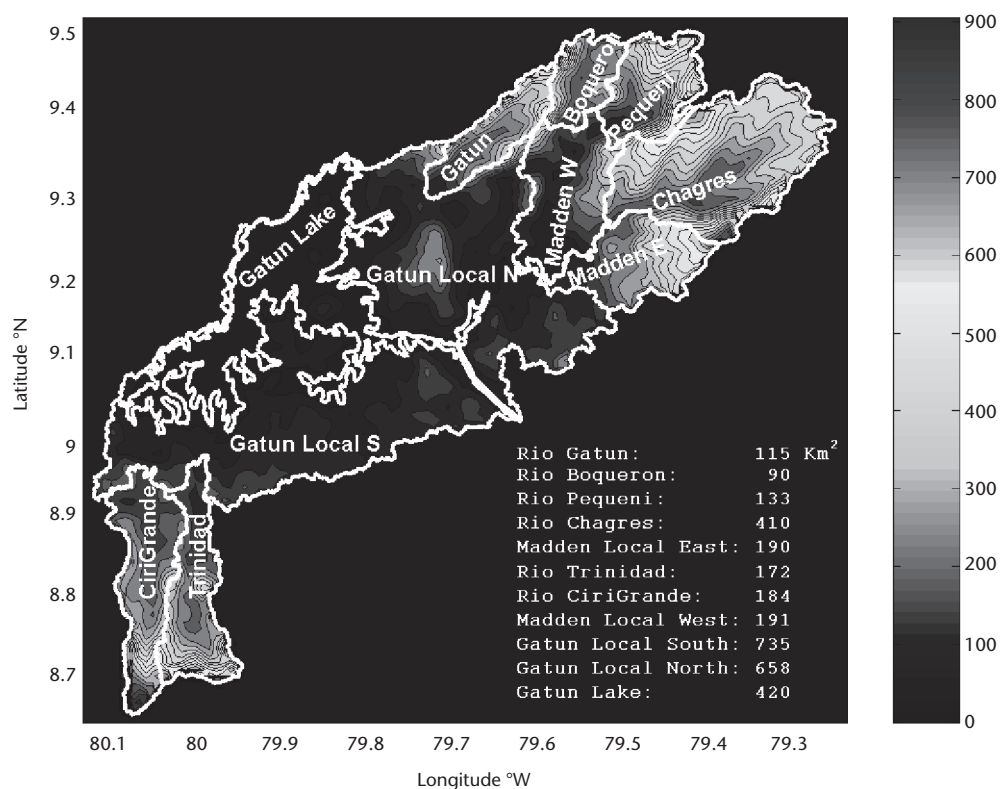 9.5
9.4
9.3
9.2
9.1
9
8.9
8.8
8.7
Latitude °N
80.1 80 79.9 79.8 79.7 79.6 79.5 79.4 79.3
Longitude °W
Boqueron
Pequeni
Gatun
Chagres
Madden W
Madden E
Gatun Lake
Gatun Local N
Gatun Local S
CiriGrande
Trinidad
Rio Gatun: 115 Km²
Rio Boqueron: 90
Rio Pequeni: 133
Rio Chagres: 410
Madden Local East: 190
Rio Trinidad: 172
Rio CiriGrande: 184
Madden Local West: 191
Gatun Local South: 735
Gatun Local North: 658
Gatun Lake: 420
900
800
700
600
500
400
400
300
200
100
0